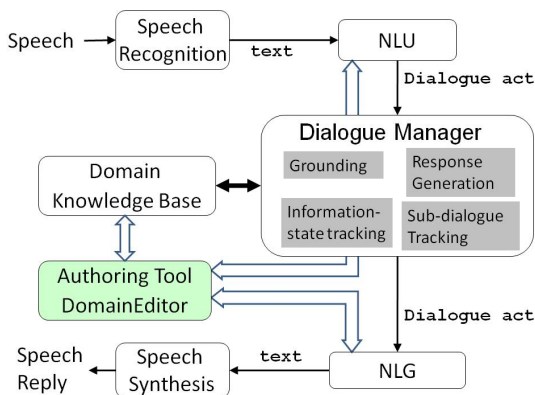 Speech
Speech
Recognition
text
NLU
Dialogue act
Dialogue Manager
Grounding
Response
Generation
Information-
state tracking
Sub-dialogue
Tracking
Domain
Knowledge Base
Authoring Tool
DomainEditor
Dialogue act
Speech
Reply
Speech
Synthesis
text
NLG